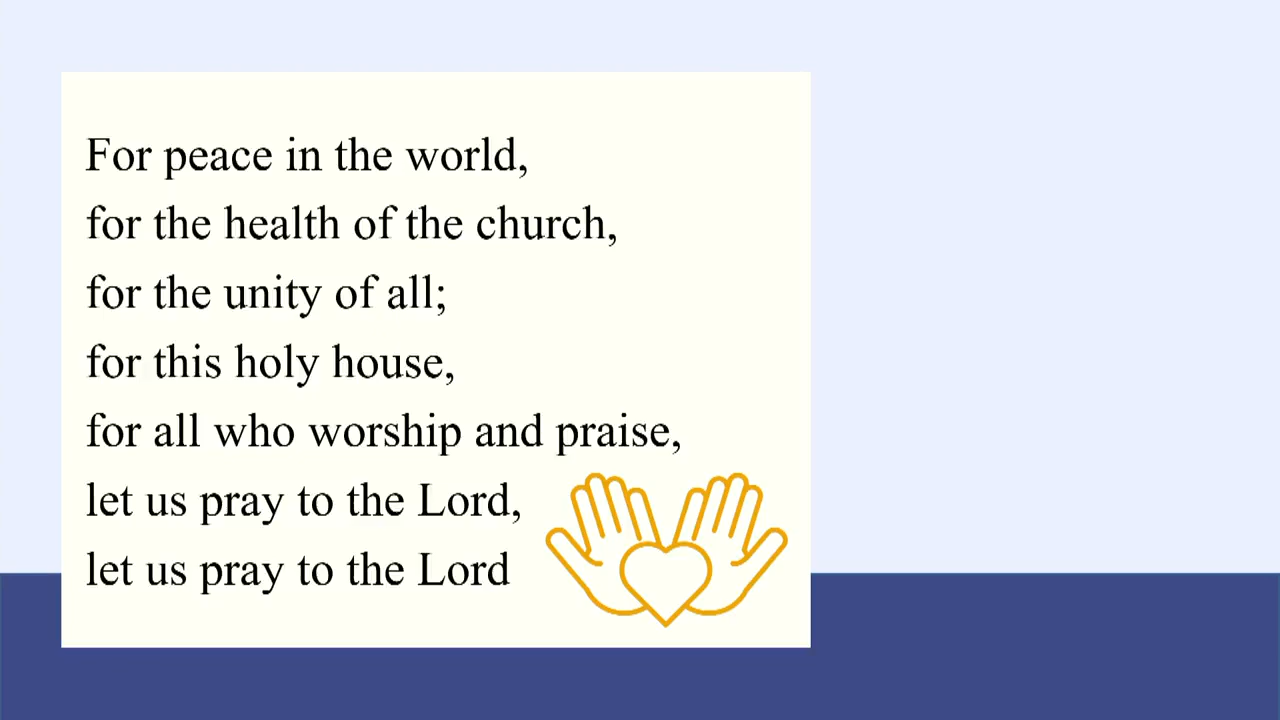 For peace in the world,
for the health of the church,
for the unity of all;
for this holy house,
for all who worship and praise,
let us pray to the Lord,
let us pray to the Lord